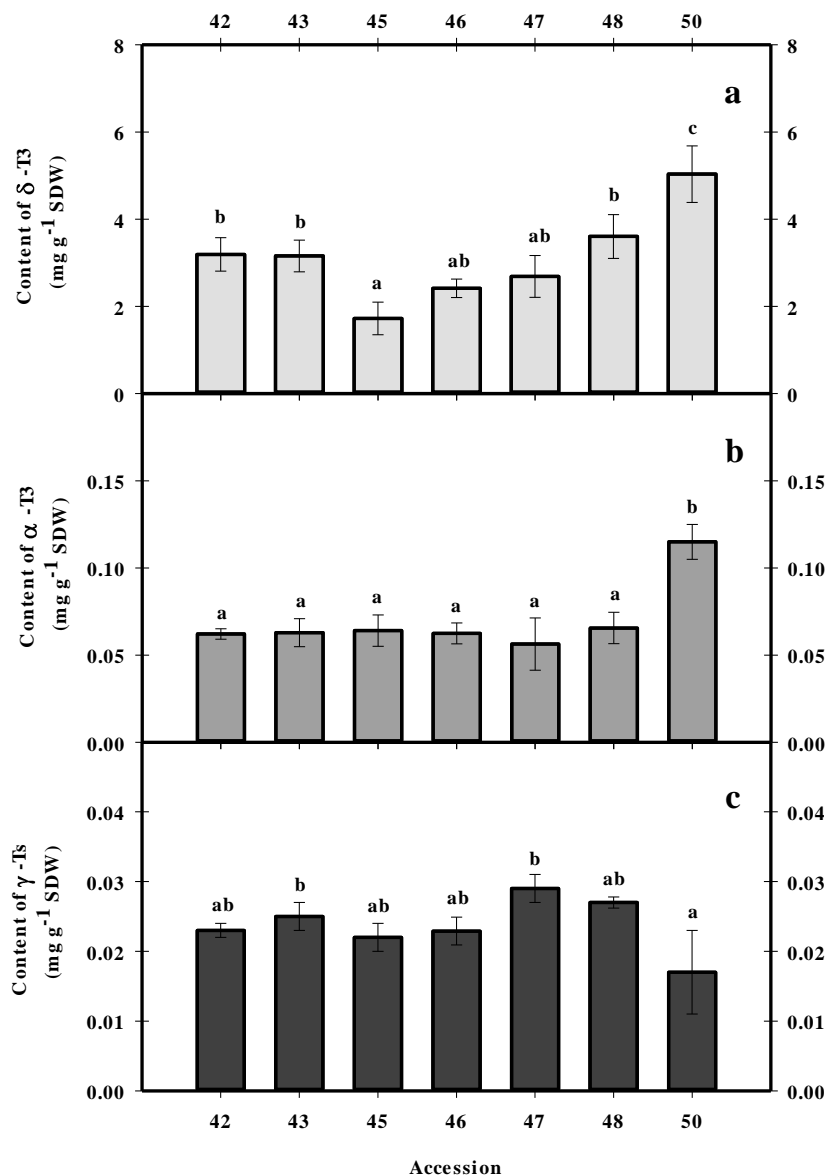 42 43 45 46 47 48 50
8 8
a
6 6
c
b b b
4 4
ab ab
a
2 2
0 0
Content of δ -T3
(mg g⁻¹ SDW)
b
0.15 0.15
b
0.10 0.10
a a a a a a
0.05 0.05
0.00 0.00
Content of α -T3
(mg g⁻¹ SDW)
c
0.04 0.04
0.03 0.03
ab b ab ab b ab a
0.02 0.02
0.01 0.01
0.00 0.00
Content of γ -Ts
(mg g⁻¹ SDW)
42 43 45 46 47 48 50
Accession